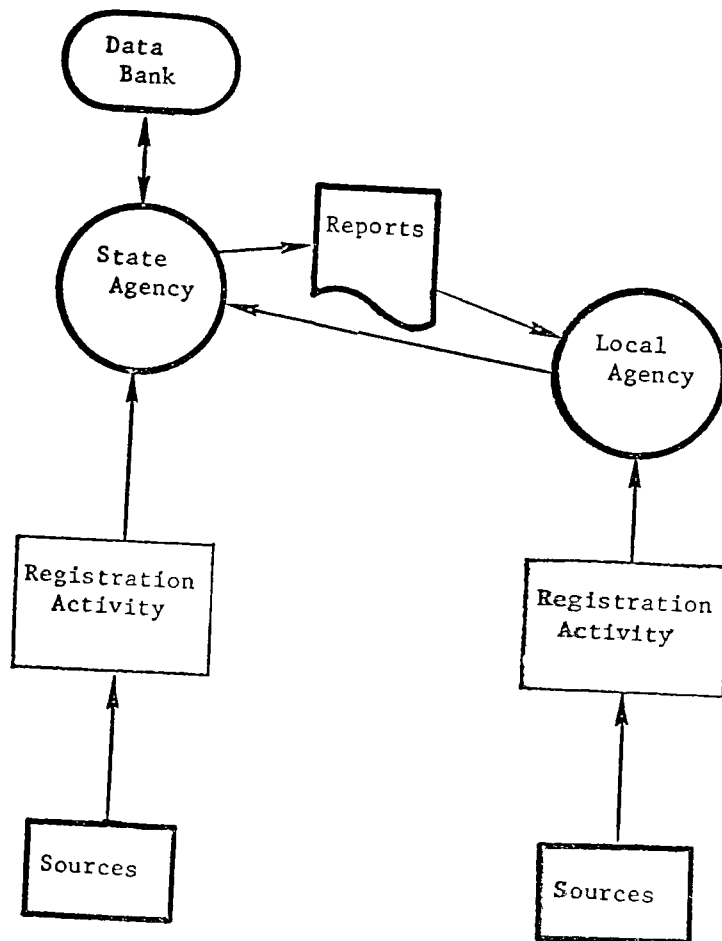 Data
Bank
State
Agency
Reports
Local
Agency
Registration
Activity
Registration
Activity
Sources
Sources